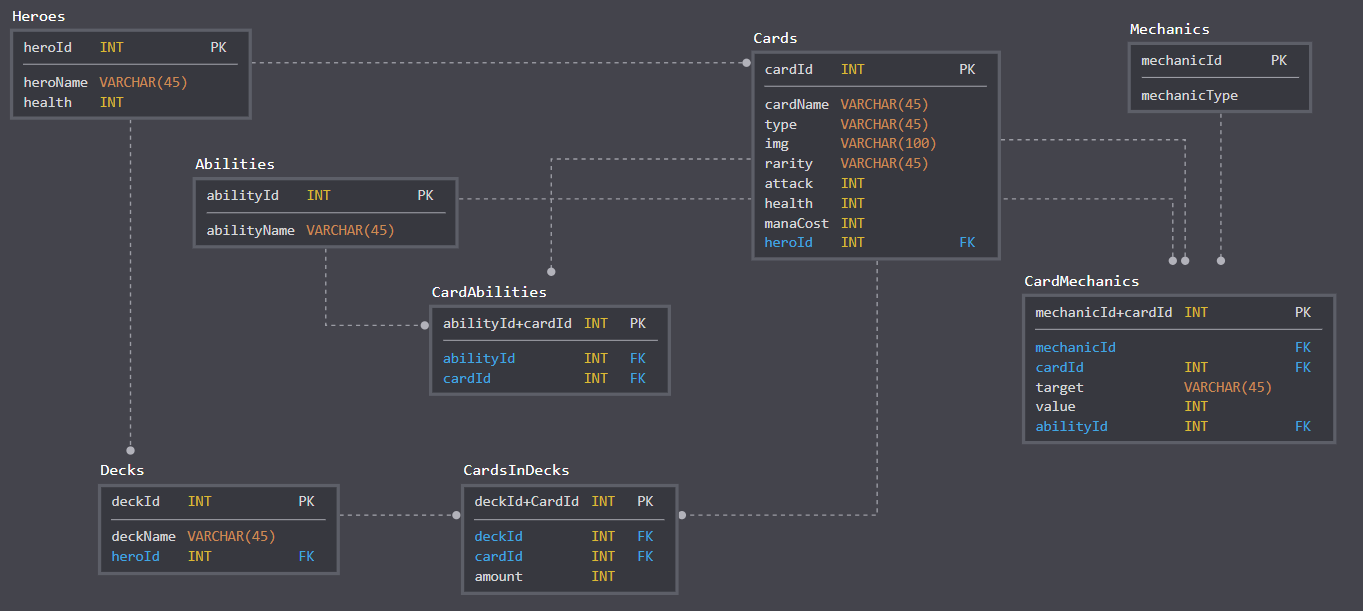 Heroes
heroId INT PK
heroName VARCHAR(45)
health INT
Cards
cardId INT PK
cardName VARCHAR(45)
type VARCHAR(45)
img VARCHAR(100)
rarity VARCHAR(45)
attack INT
health INT
manaCost INT
heroId INT FK
Mechanics
mechanicId PK
mechanicType
Abilities
abilityId INT PK
abilityName VARCHAR(45)
CardAbilities
abilityId+cardId INT PK
abilityId INT FK
cardId INT FK
CardMechanics
mechanicId+cardId INT PK
mechanicId FK
cardId INT FK
target VARCHAR(45)
value INT
abilityId INT FK
Decks
deckId INT PK
deckName VARCHAR(45)
heroId INT FK
CardsInDecks
deckId+CardId INT PK
deckId INT FK
cardId INT FK
amount INT